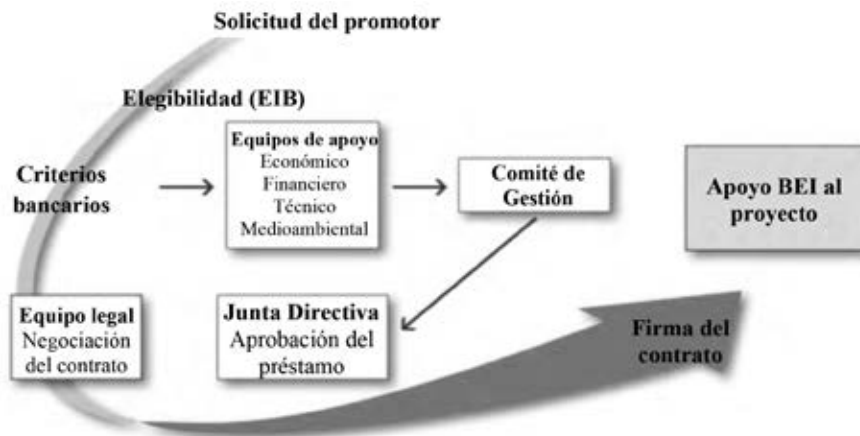 Solicitud del promotor
Elegibilidad (EIB)
Criterios
bancarios
Equipos de apoyo
Económico
Financiero
Técnico
Medioambiental
Comité de
Gestión
Apoyo BEI al
proyecto
Equipo legal
Negociación
del contrato
Junta Directiva
Aprobación del
préstamo
Firma del
contrato